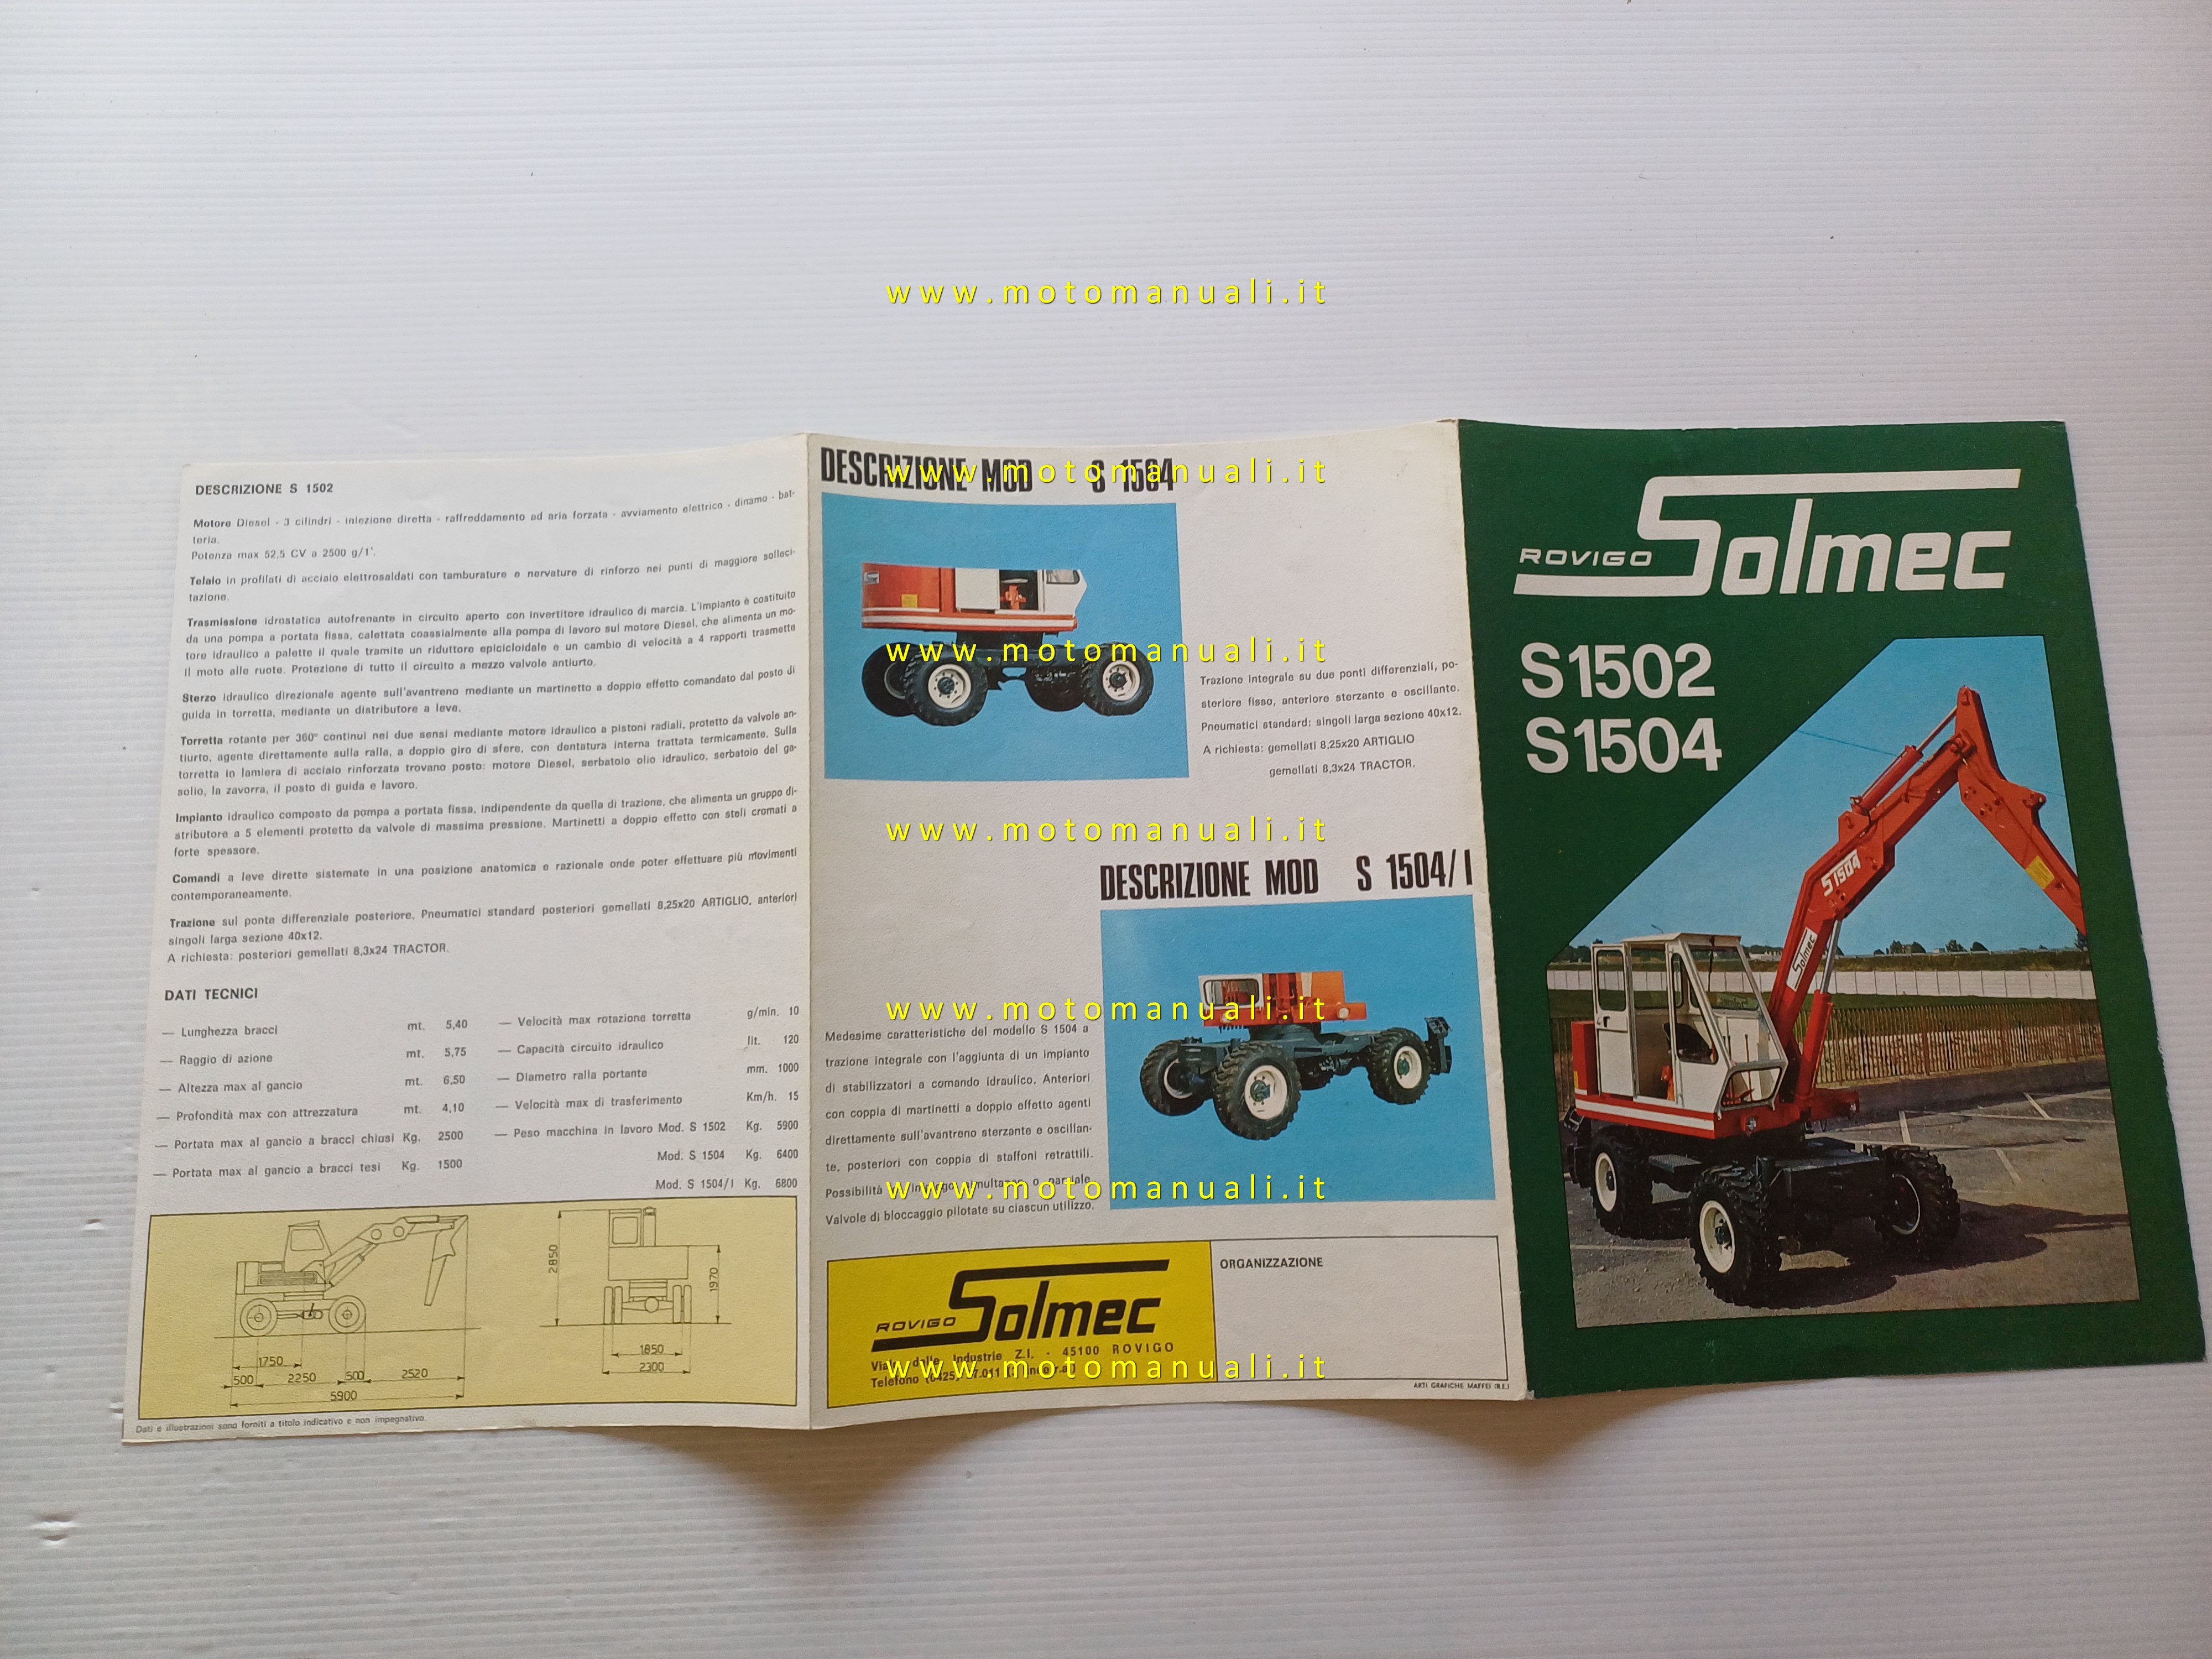 DESCRIZIONE S 1502
Motore Diesel - 3 cilindri - iniezione diretta - raffreddamento ad aria forzata - avviamento elettrico - dinamo - bat-
teria.
Potenza max 52,5 CV a 2500 g/1'.
Telaio in profilati di acciaio elettrosaldati con tamburature e nervature di rinforzo nei punti di maggiore solleci-
tazione.
Trasmissione idrostatica autofrenante in circuito aperto con invertitore idraulico di marcia. L'impianto è costituito
da una pompa a portata fissa, calettata coassialmente alla pompa di lavoro sul motore Diesel, che alimenta un mo-
tore idraulico a palette il quale tramite un riduttore epicicloidale e un cambio di velocità a 4 rapporti trasmette
il moto alle ruote. Protezione di tutto il circuito a mezzo valvole antiurto.
Sterzo idraulico direzionale agente sull'avantreno mediante un martinetto a doppio effetto comandato dal posto di
guida in torretta, mediante un distributore a leve.
Torretta rotante per 360° continui nei due sensi mediante motore idraulico a pistoni radiali, protetto da valvole an-
tiurto, agente direttamente sulla ralla, a doppio giro di sfere, con dentatura interna trattata termicamente. Sulla
torretta in lamiera di acciaio rinforzata trovano posto: motore Diesel, serbatoio olio idraulico, serbatoio del ga-
solio, la zavorra, il posto di guida e lavoro.
Impianto idraulico composto da pompa a portata fissa, indipendente da quella di trazione, che alimenta un gruppo di-
stributore a 5 elementi protetto da valvole di massima pressione. Martinetti a doppio effetto con steli cromati a
forte spessore.
Comandi a leve dirette sistemate in una posizione anatomica e razionale onde poter effettuare più movimenti
contemporaneamente.
Trazione sul ponte differenziale posteriore. Pneumatici standard posteriori gemellati 8,25x20 ARTIGLIO, anteriori
singoli larga sezione 40x12.
A richiesta: posteriori gemellati 8,3x24 TRACTOR.
DATI TECNICI
— Lunghezza bracci mt. 5,40
— Raggio di azione mt. 5,75
— Altezza max al gancio mt. 6,50
— Profondità max con attrezzatura mt. 4,10
— Portata max al gancio a bracci chiusi Kg. 2500
— Portata max al gancio a bracci tesi Kg. 1500
— Velocità max rotazione torretta g/min. 10
— Capacità circuito idraulico lit. 120
— Diametro ralla portante mm. 1000
— Velocità max di trasferimento Km/h. 15
— Peso macchina in lavoro Mod. S 1502 Kg. 5900
Mod. S 1504 Kg. 6400
Mod. S 1504/I Kg. 6800
2850
1970
1750
500 2250 500 2520
5900
1850
2300
Dati e illustrazioni sono forniti a titolo indicativo e non impegnativo.
DESCRIZIONE MOD S 1504
Trazione integrale su due ponti differenziali, po-
steriore fisso, anteriore sterzante e oscillante.
Pneumatici standard: singoli larga sezione 40x12.
A richiesta: gemellati 8,25x20 ARTIGLIO
gemellati 8,3x24 TRACTOR.
DESCRIZIONE MOD S 1504/I
Medesime caratteristiche del modello S 1504 a
trazione integrale con l'aggiunta di un impianto
di stabilizzatori a comando idraulico. Anteriori
con coppia di martinetti a doppio effetto agenti
direttamente sull'avantreno sterzante e oscillan-
te, posteriori con coppia di staffoni retrattili.
Possibilità
Valvole di bloccaggio pilotate su ciascun utilizzo.
ROVIGO Solmec
Industrie Z.I. - 45100 ROVIGO
Telefono
ORGANIZZAZIONE
ARTI GRAFICHE MAFFEI (R.E.)
ROVIGO Solmec
S1502
S1504
S1504
Solmec
www.motomanuali.it
www.motomanuali.it
www.motomanuali.it
www.motomanuali.it
www.motomanuali.it
www.motomanuali.it
www.motomanuali.it